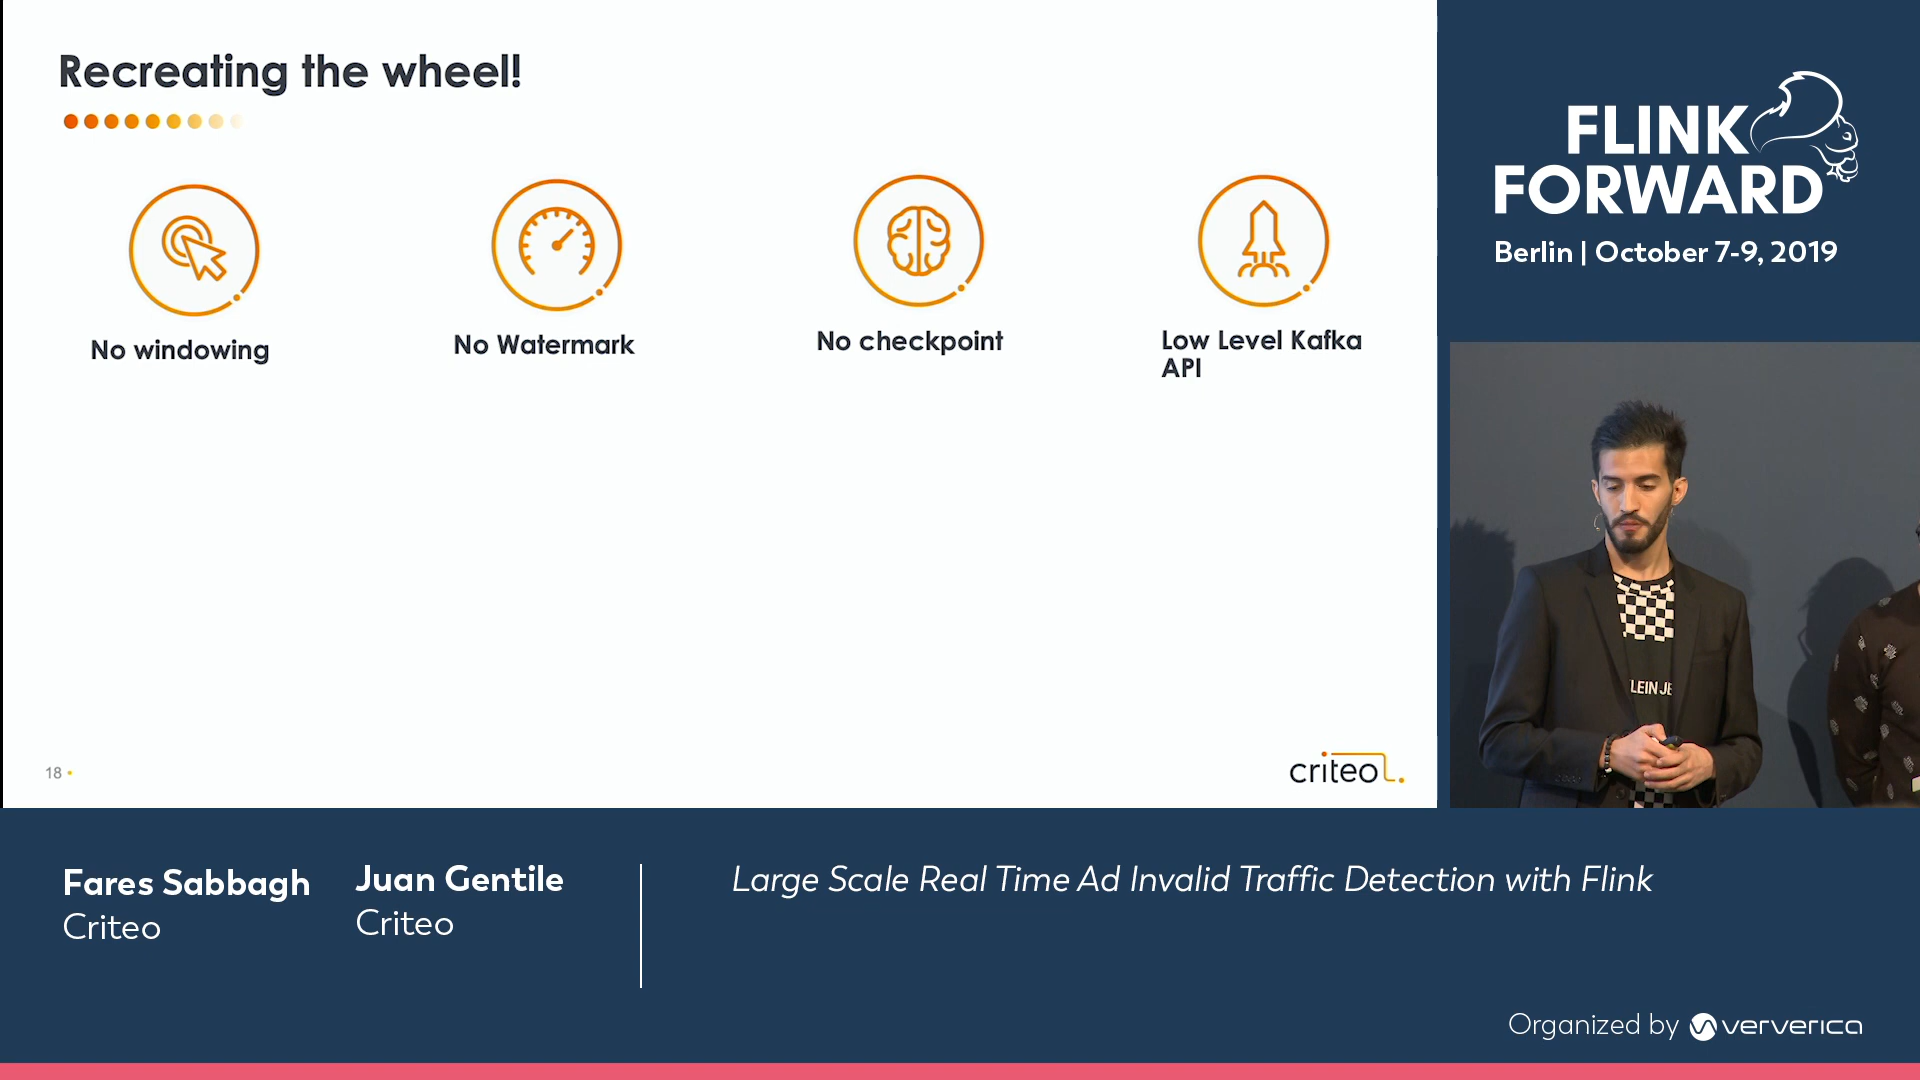 Recreating the wheel!
No windowing
No Watermark
No checkpoint
Low Level Kafka
API
18
criteo
FLINK
FORWARD
Berlin | October 7-9, 2019
LEIN JE
Fares Sabbagh
Criteo
Juan Gentile
Criteo
Large Scale Real Time Ad Invalid Traffic Detection with Flink
Organized by ververica